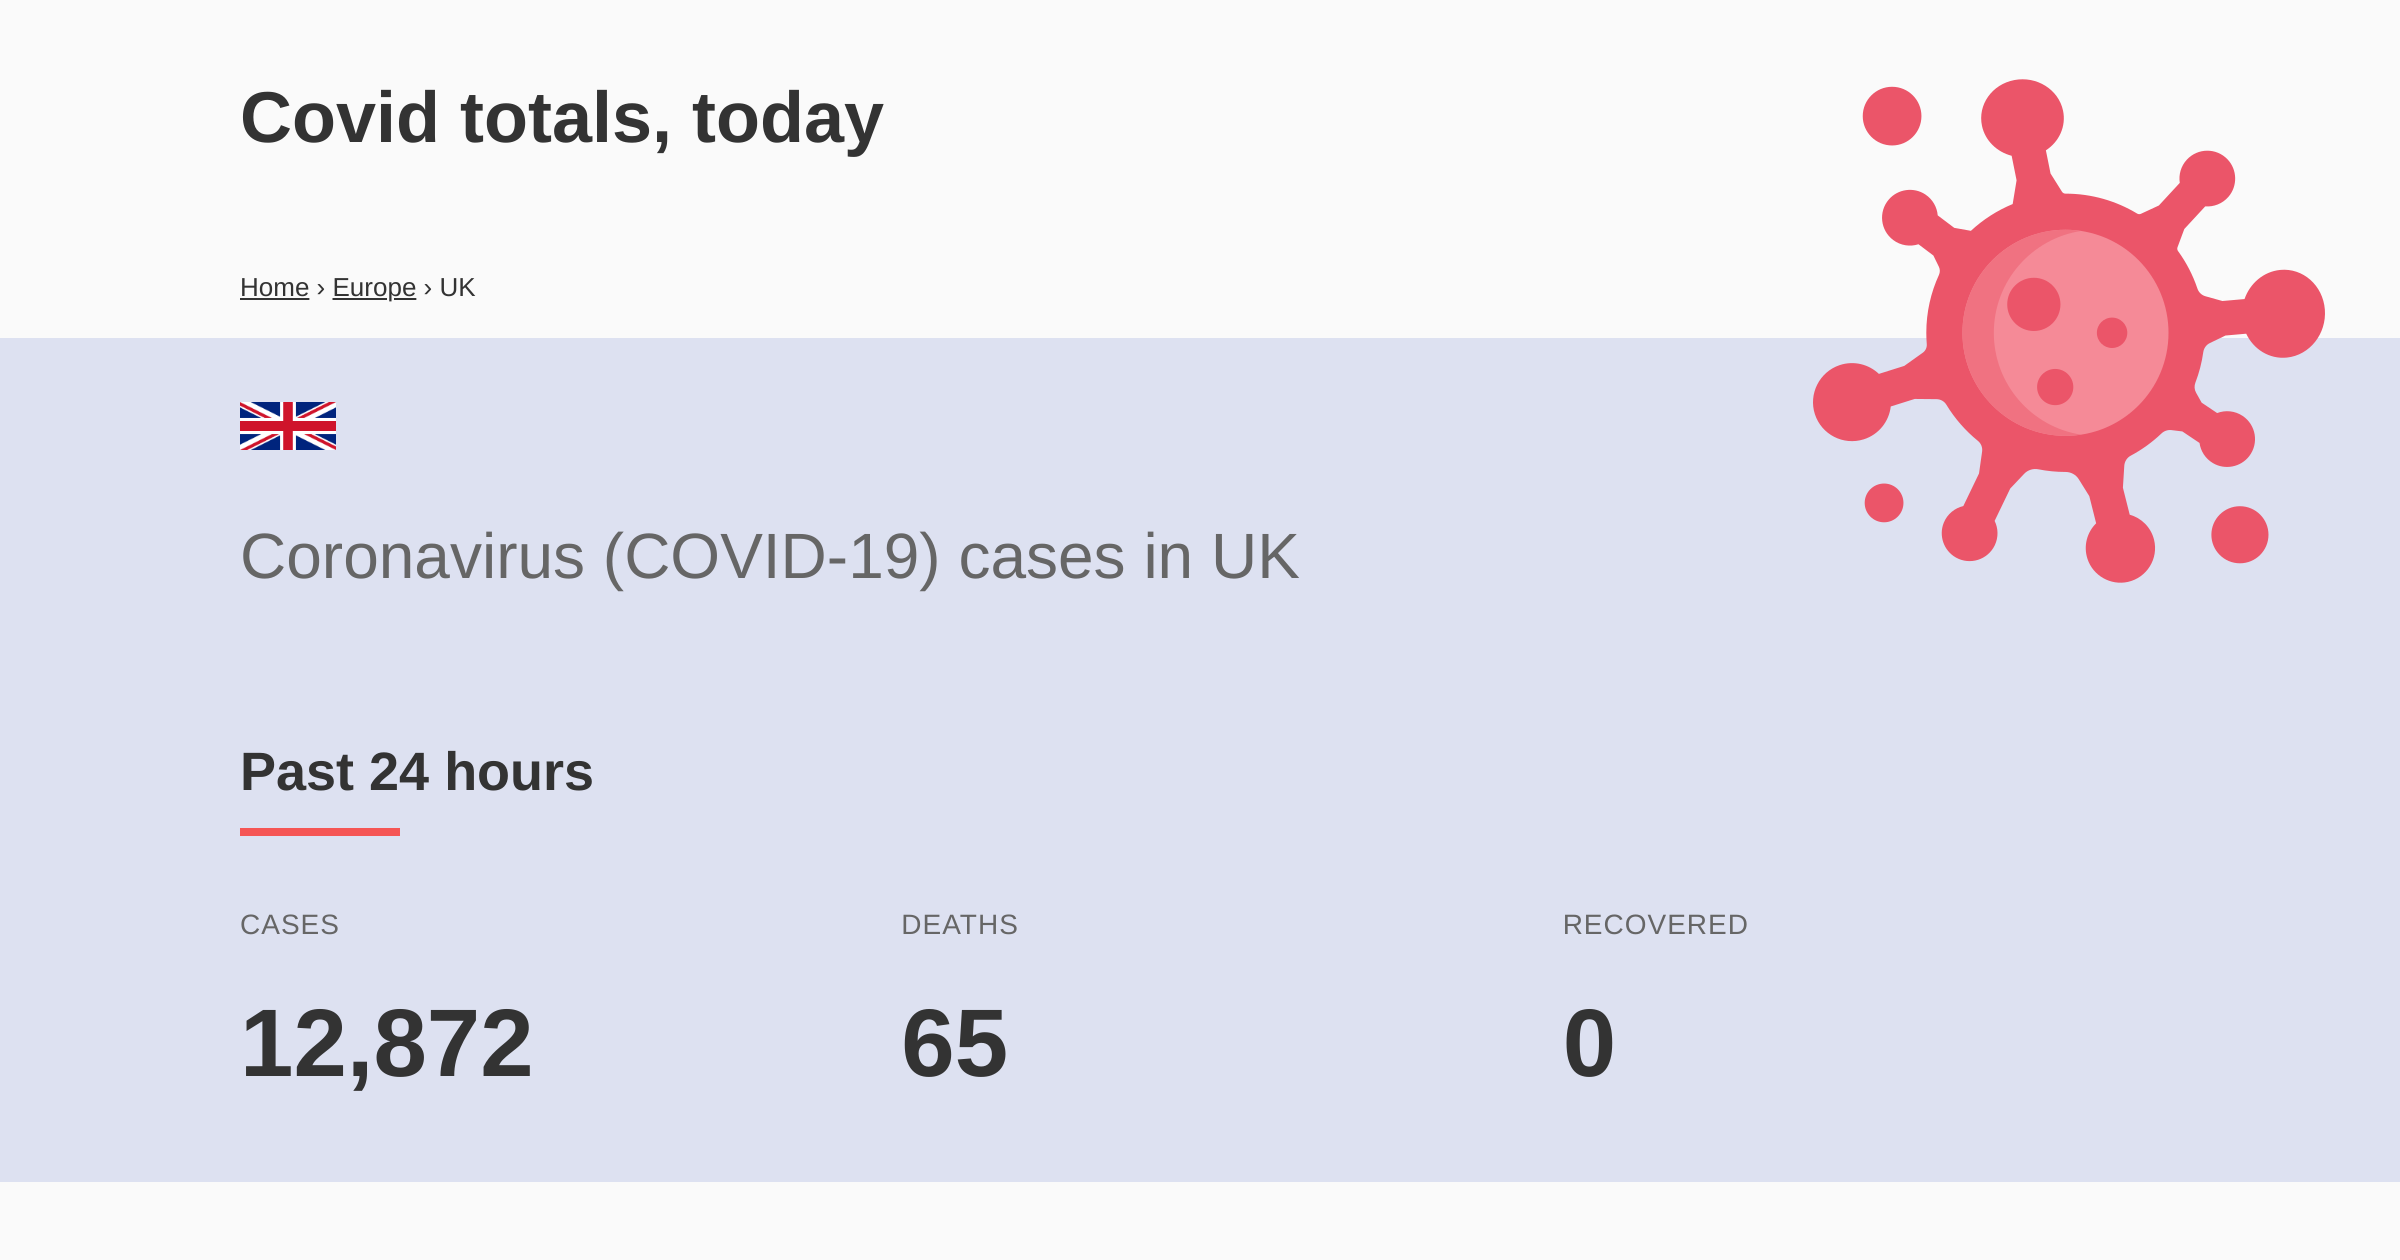 Covid totals, today
Home › Europe › UK
Coronavirus (COVID-19) cases in UK
Past 24 hours
CASES DEATHS RECOVERED
12,872 65 0